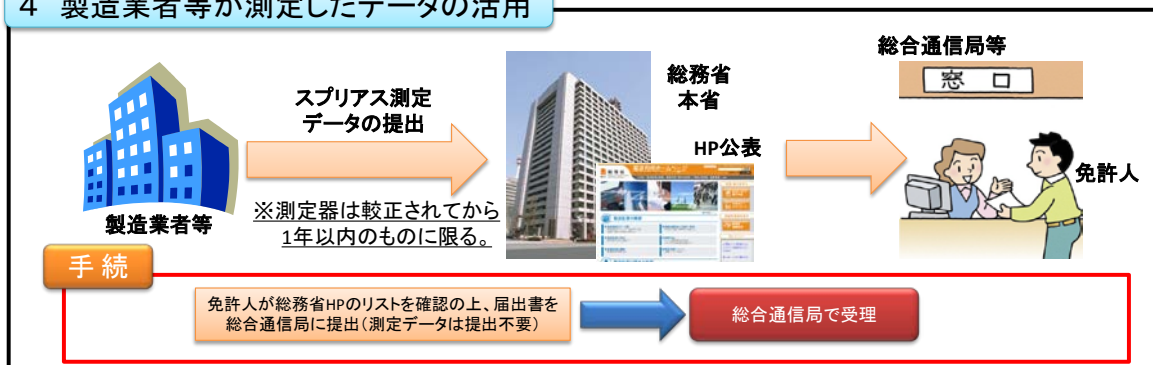 4 製造業者等が測定したデータの活用
総合通信局等
窓 口
スプリアス測定
データの提出
総務省
本省
HP公表
免許人
製造業者等
※測定器は較正されてから
1年以内のものに限る。
手 続
免許人が総務省HPのリストを確認の上、届出書を
総合通信局に提出(測定データは提出不要)
総合通信局で受理